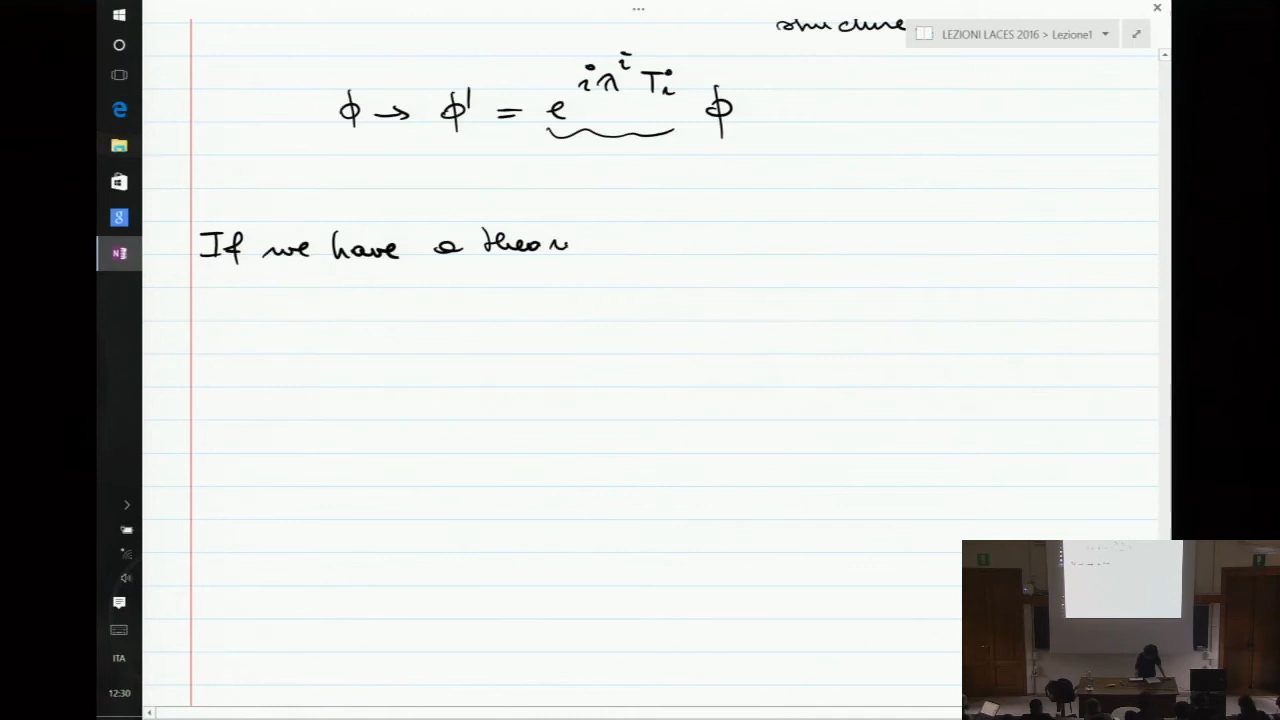 structure
LEZIONI LACES 2016 > Lezione1
ϕ → ϕ' = e^{iλ^i T_i} ϕ
If we have a theor
ITA
12:30